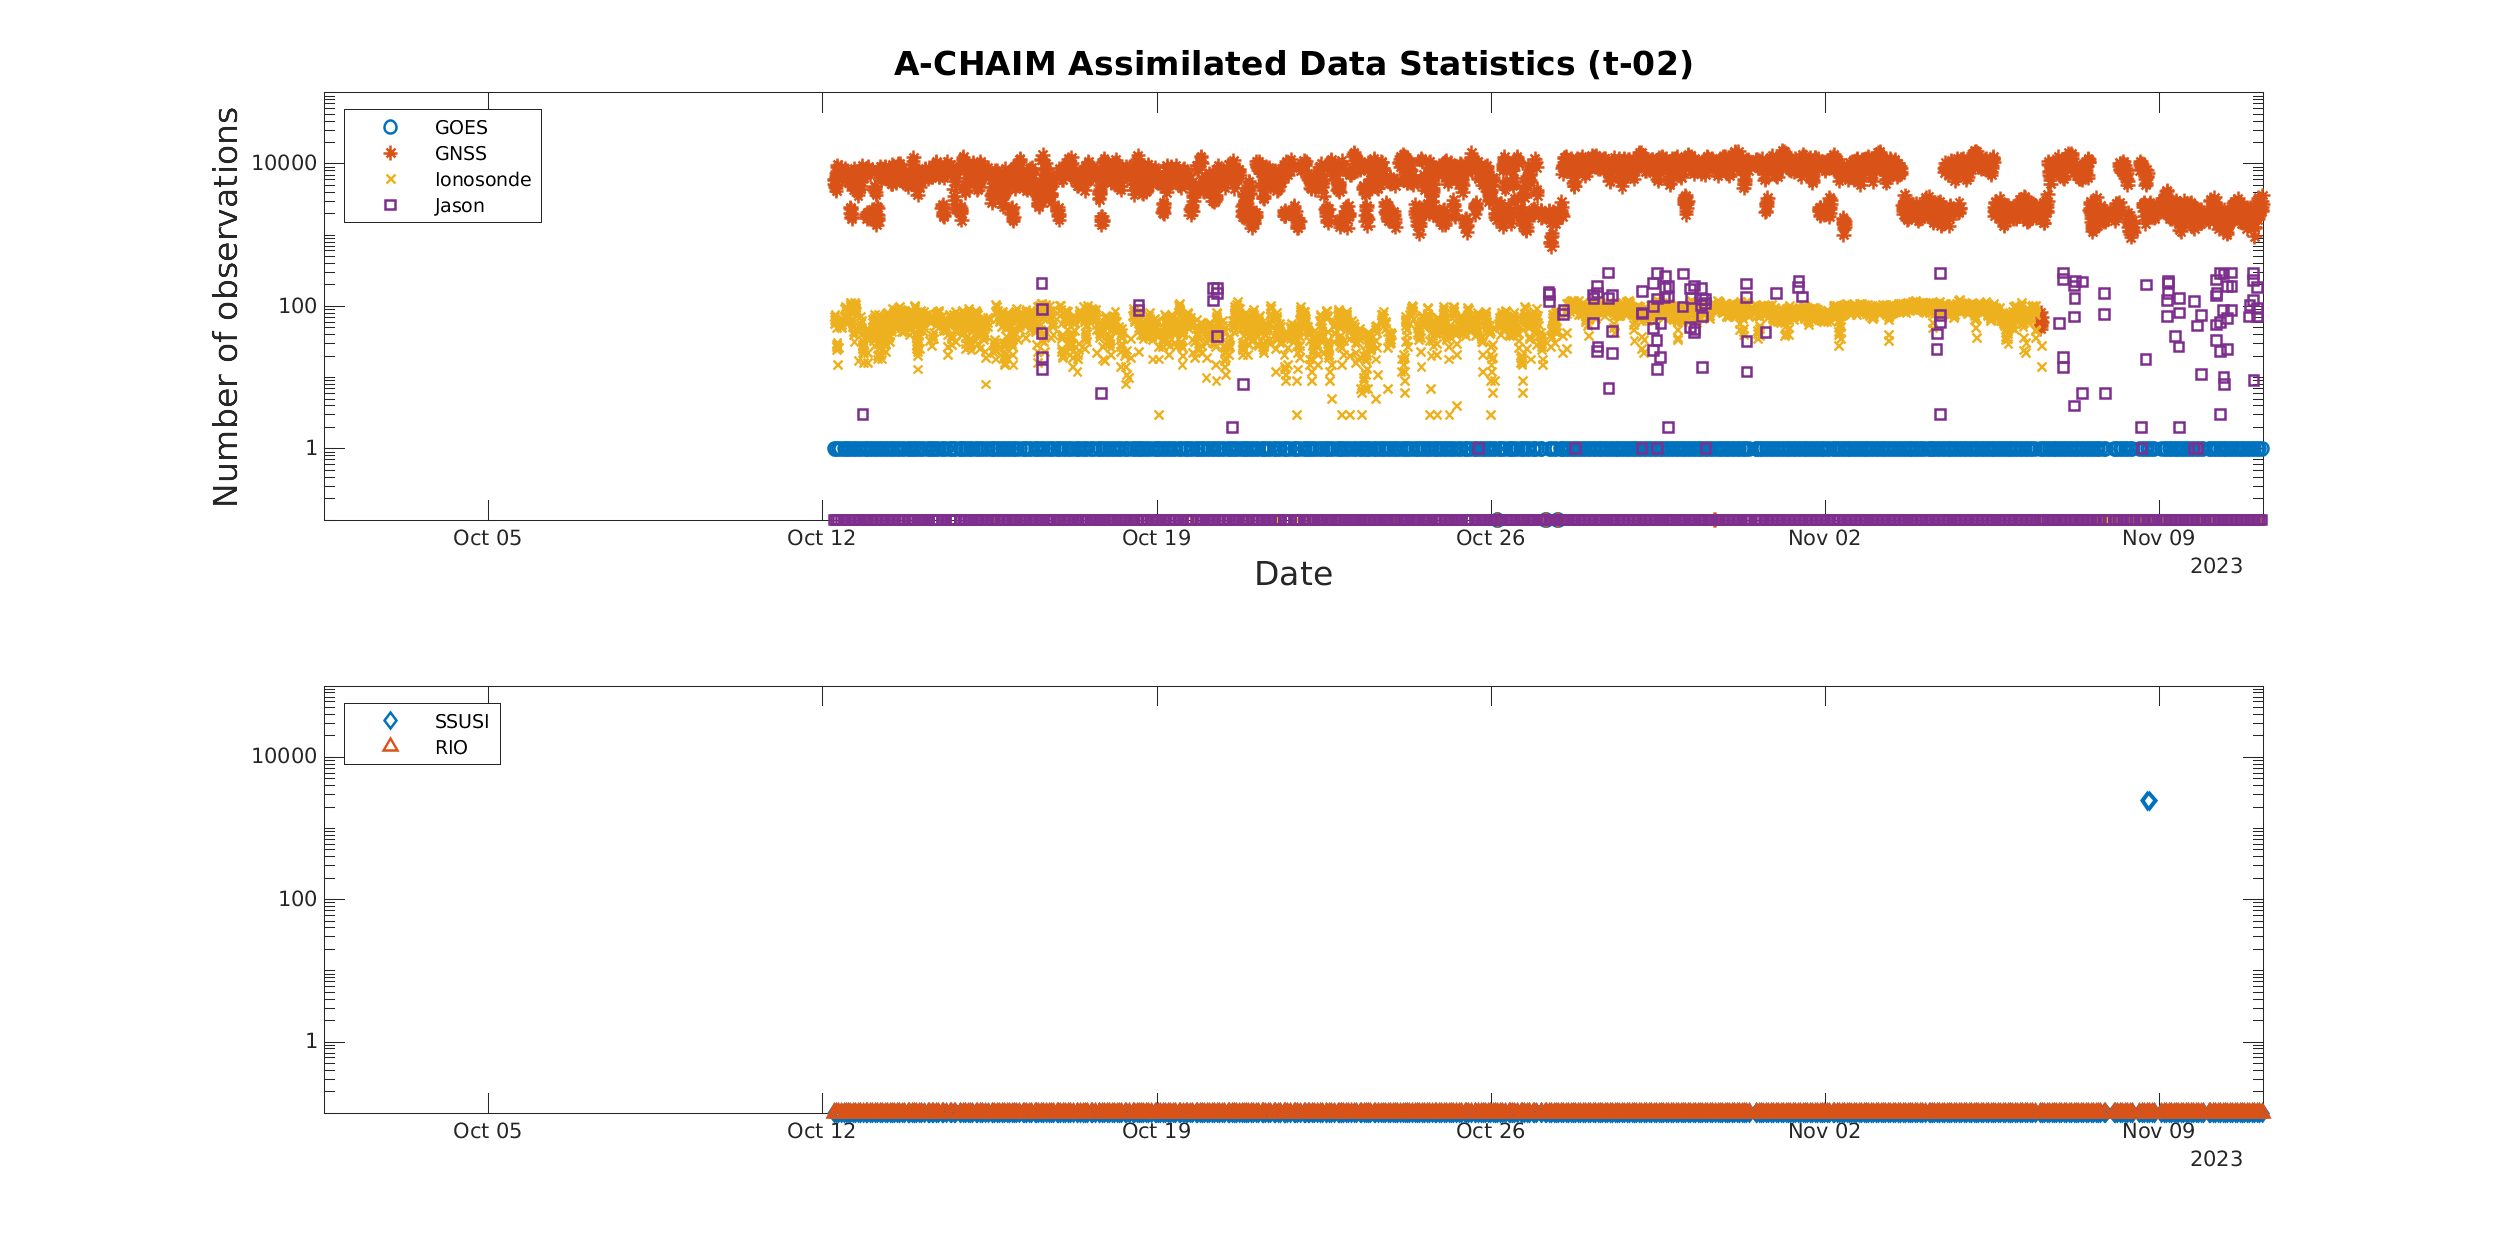 A-CHAIM Assimilated Data Statistics (t-02)
GOES
GNSS
Ionosonde
Jason
Number of observations
10000
100
1
Oct 05 Oct 12 Oct 19 Oct 26 Nov 02 Nov 09
2023
Date
SSUSI
RIO
10000
100
1
Oct 05 Oct 12 Oct 19 Oct 26 Nov 02 Nov 09
2023